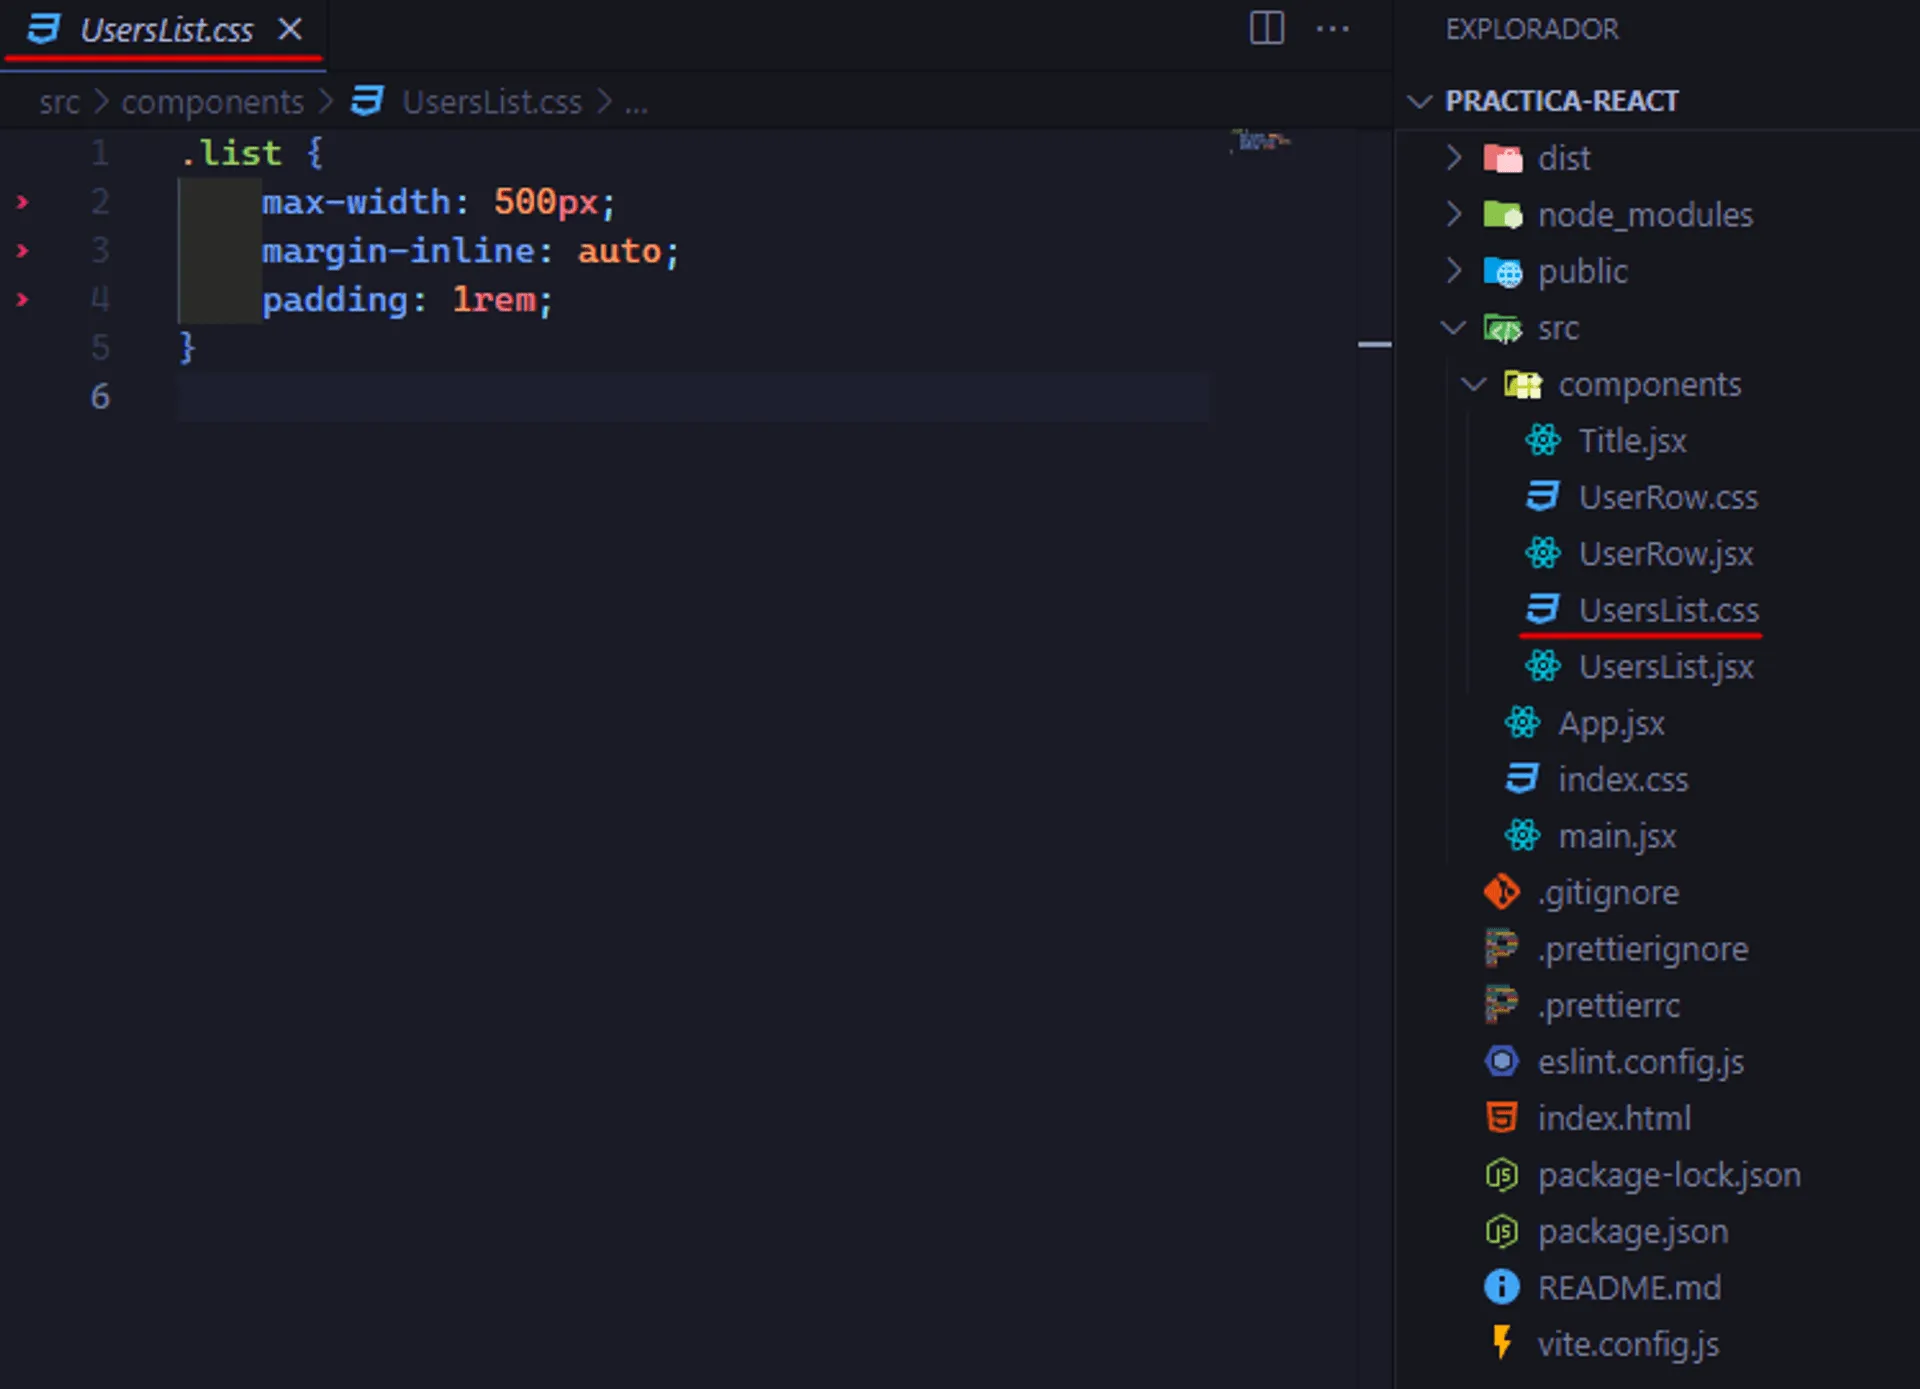 UsersList.css
src > components > UsersList.css > ...
1 .list {
2 max-width: 500px;
3 margin-inline: auto;
4 padding: 1rem;
5 }
6
EXPLORADOR
PRACTICA-REACT
dist
node_modules
public
src
components
Title.jsx
UserRow.css
UserRow.jsx
UsersList.css
UsersList.jsx
App.jsx
index.css
main.jsx
.gitignore
.prettierignore
.prettierrc
eslint.config.js
index.html
package-lock.json
package.json
README.md
vite.config.js